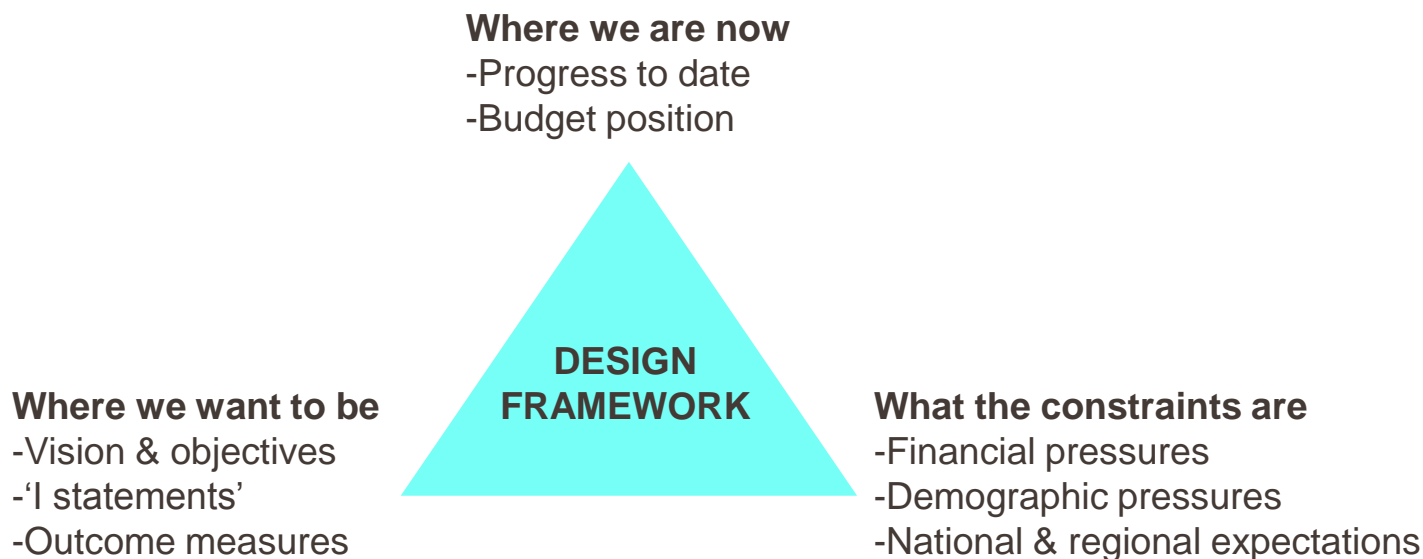 Where we are now
-Progress to date
-Budget position
DESIGN
FRAMEWORK
Where we want to be
-Vision & objectives
-‘I statements’
-Outcome measures
What the constraints are
-Financial pressures
-Demographic pressures
-National & regional expectations